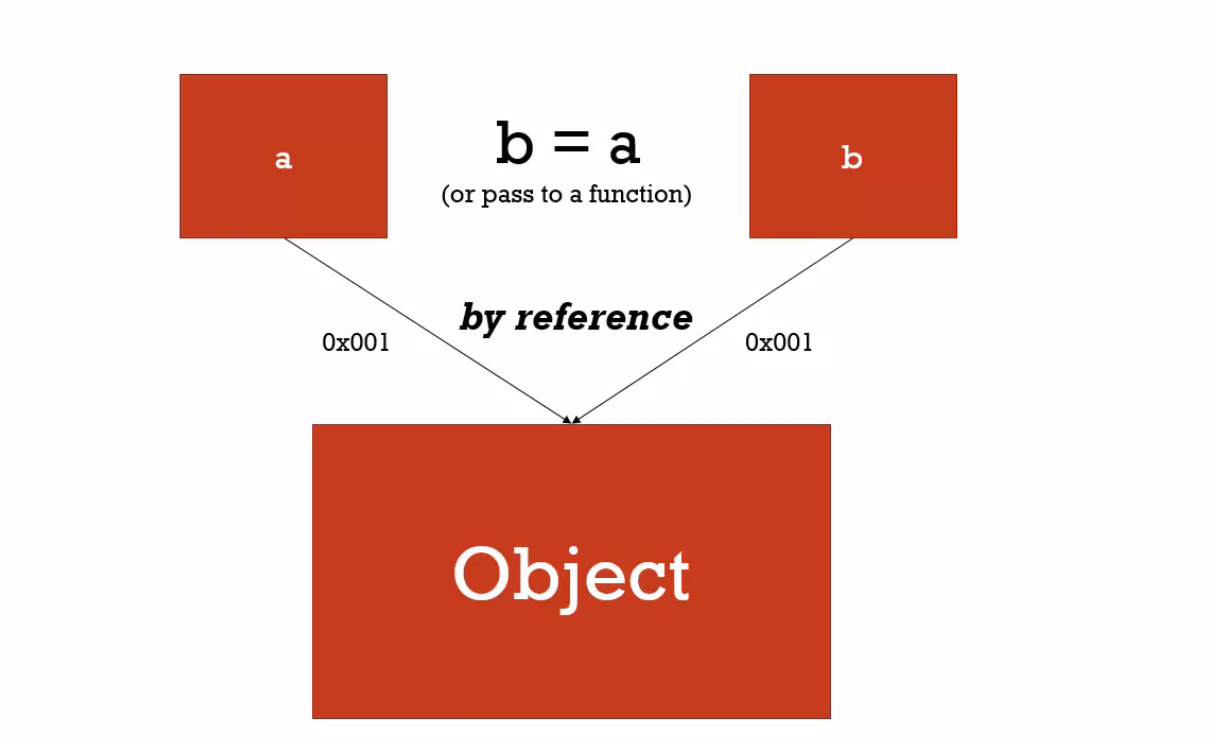 a
b = a
(or pass to a function)
b
by reference
0x001
0x001
Object